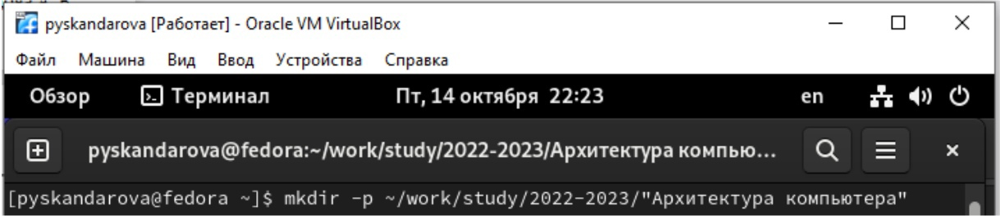 pyskandarova [Работает] - Oracle VM VirtualBox
Файл Машина Вид Ввод Устройства Справка
Обзор Терминал Пт, 14 октября 22:23 en
pyskandarova@fedora:~/work/study/2022-2023/Архитектура компью...
[pyskandarova@fedora ~]$ mkdir -p ~/work/study/2022-2023/"Архитектура компьютера"